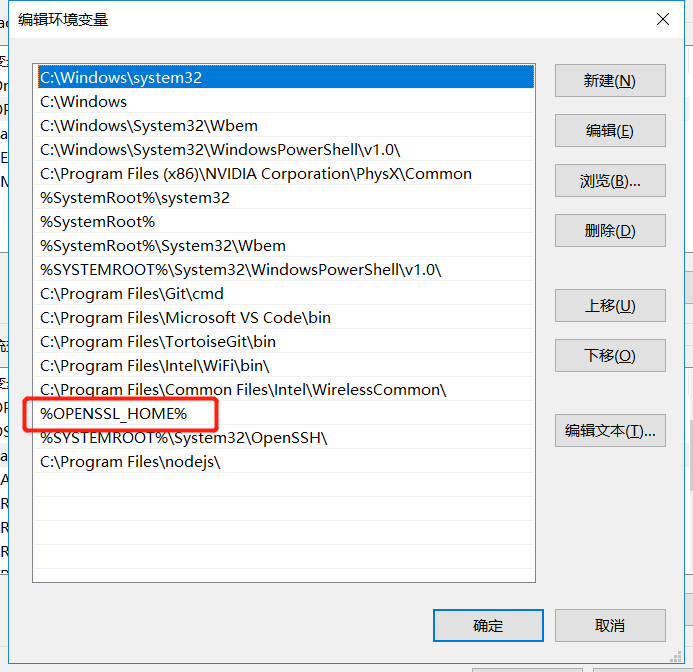 编辑环境变量
C:\Windows\system32
C:\Windows
C:\Windows\System32\Wbem
C:\Windows\System32\WindowsPowerShell\v1.0\
C:\Program Files (x86)\NVIDIA Corporation\PhysX\Common
%SystemRoot%\system32
%SystemRoot%
%SystemRoot%\System32\Wbem
%SYSTEMROOT%\System32\WindowsPowerShell\v1.0\
C:\Program Files\Git\cmd
C:\Program Files\Microsoft VS Code\bin
C:\Program Files\TortoiseGit\bin
C:\Program Files\Intel\WiFi\bin\
C:\Program Files\Common Files\Intel\WirelessCommon\
%OPENSSL_HOME%
%SYSTEMROOT%\System32\OpenSSH\
C:\Program Files\nodejs\
新建(N)
编辑(E)
浏览(B)...
删除(D)
上移(U)
下移(O)
编辑文本(T)...
确定
取消